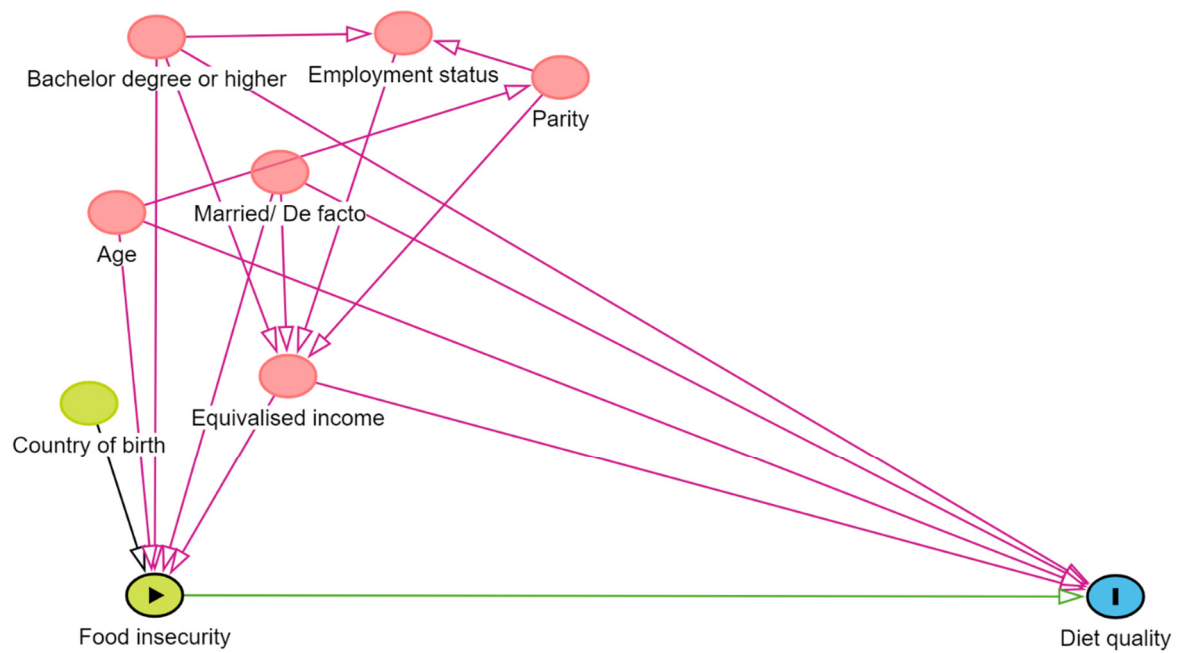 Bachelor degree or higher
Employment status
Parity
Married/ De facto
Age
Equivalised income
Country of birth
Food insecurity
Diet quality